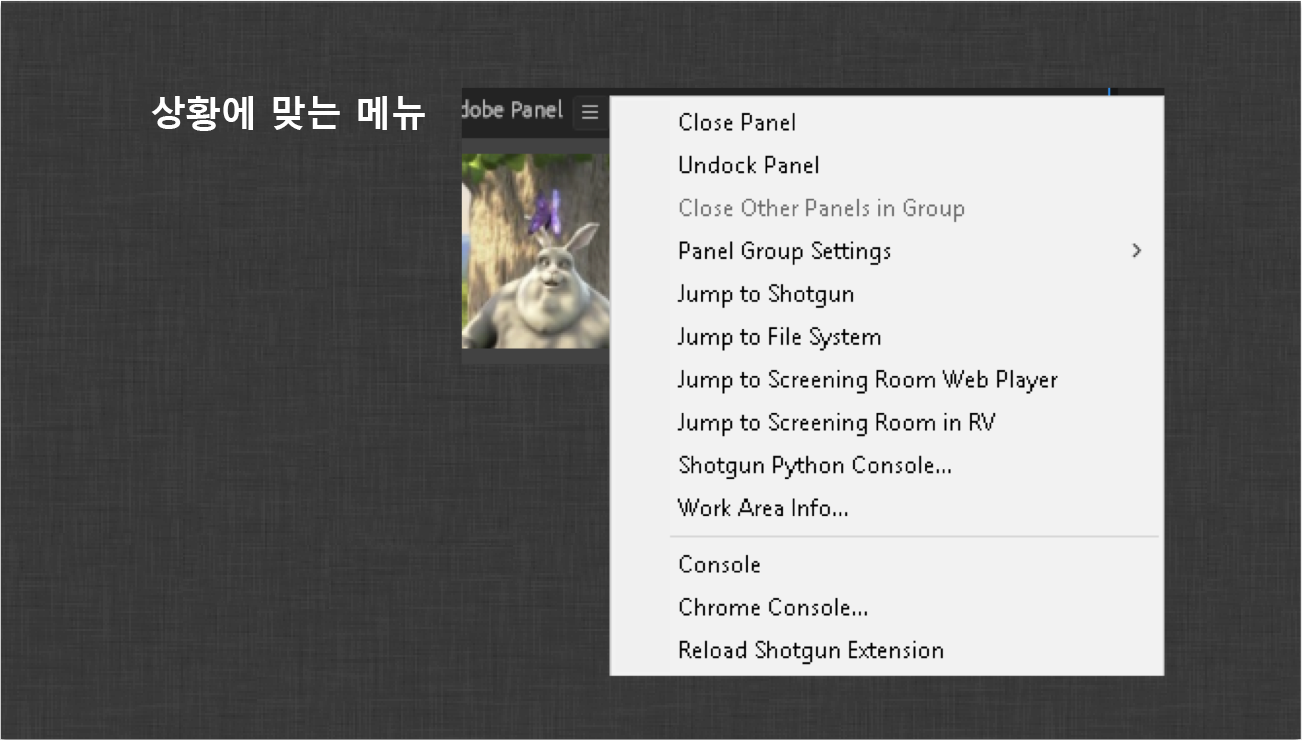 상황에 맞는 메뉴
dobe Panel
Close Panel
Undock Panel
Close Other Panels in Group
Panel Group Settings
Jump to Shotgun
Jump to File System
Jump to Screening Room Web Player
Jump to Screening Room in RV
Shotgun Python Console...
Work Area Info...
Console
Chrome Console...
Reload Shotgun Extension